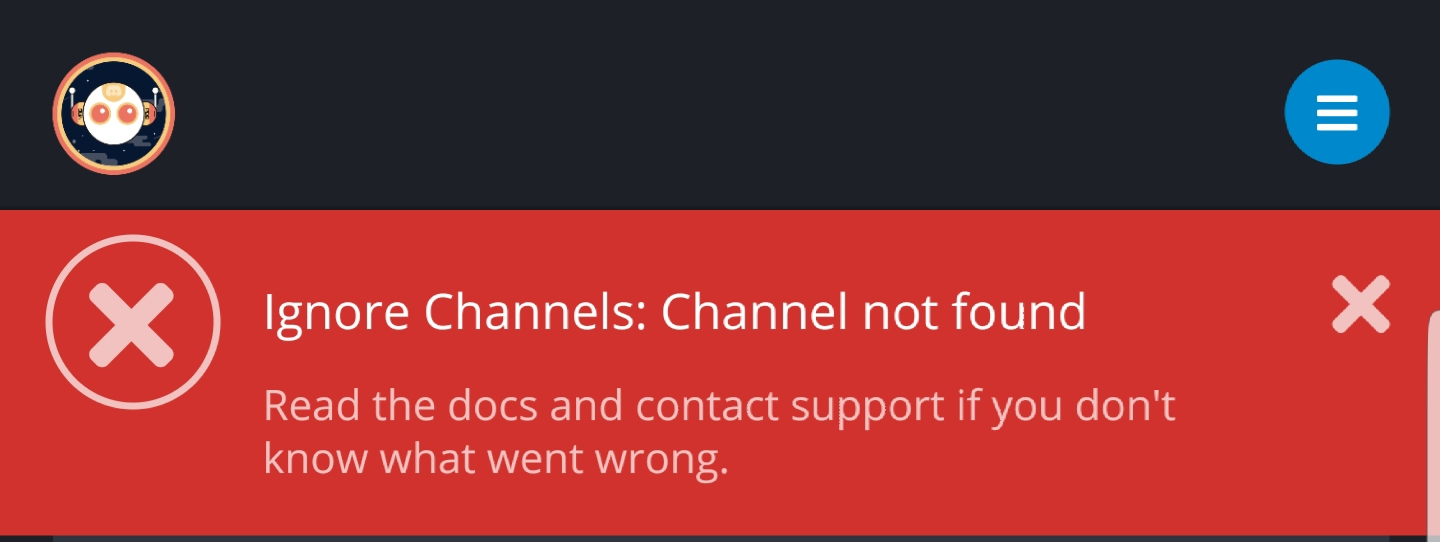 Ignore Channels: Channel not found
Read the docs and contact support if you don't
know what went wrong.